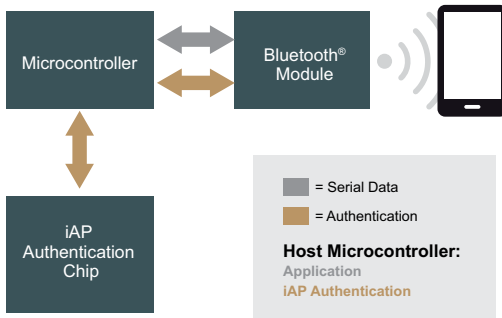 Microcontroller
Bluetooth®
Module
iAP
Authentication
Chip
= Serial Data
= Authentication
Host Microcontroller:
Application
iAP Authentication